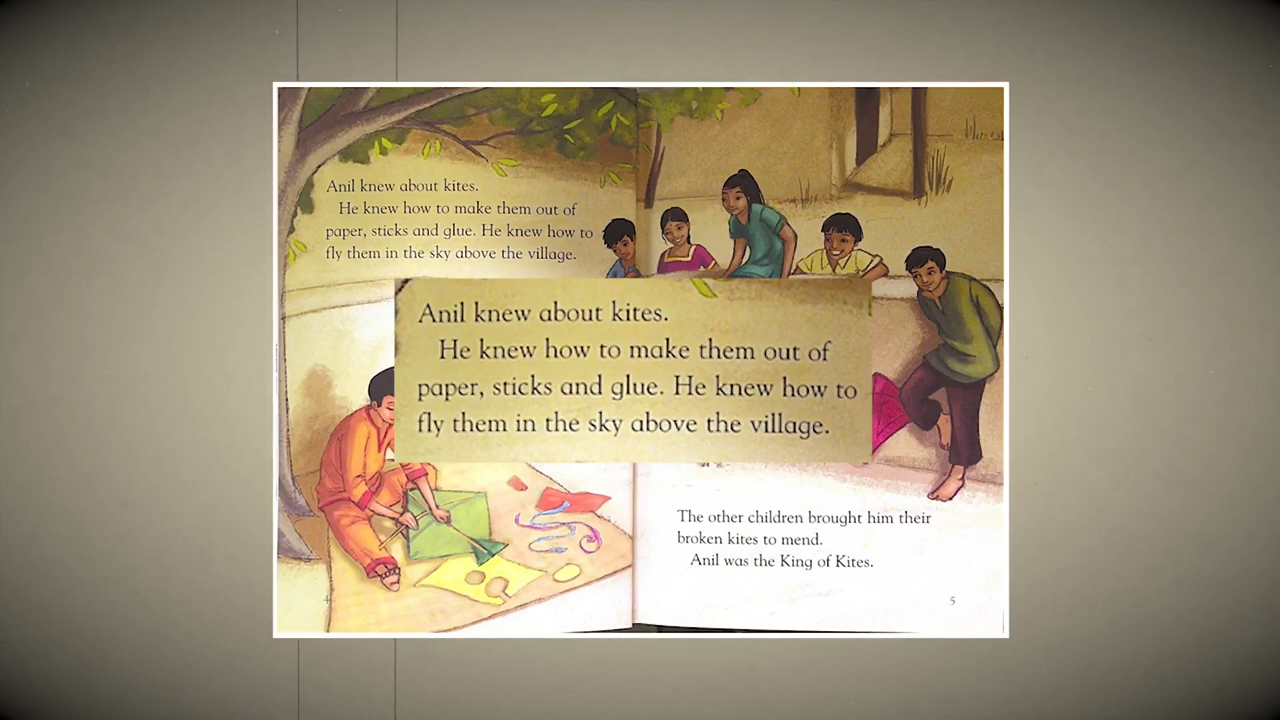 Anil knew about kites.
He knew how to make them out of
paper, sticks and glue. He knew how to
fly them in the sky above the village.
Anil knew about kites.
He knew how to make them out of
paper, sticks and glue. He knew how to
fly them in the sky above the village.
The other children brought him their
broken kites to mend.
Anil was the King of Kites.
4
5